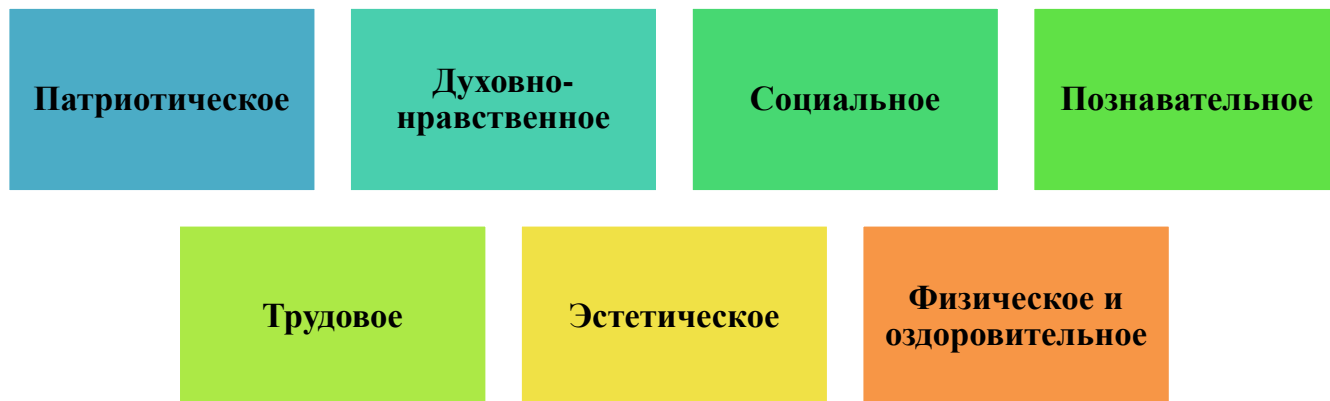 Патриотическое
Духовно-
нравственное
Социальное
Познавательное
Трудовое
Эстетическое
Физическое и
оздоровительное